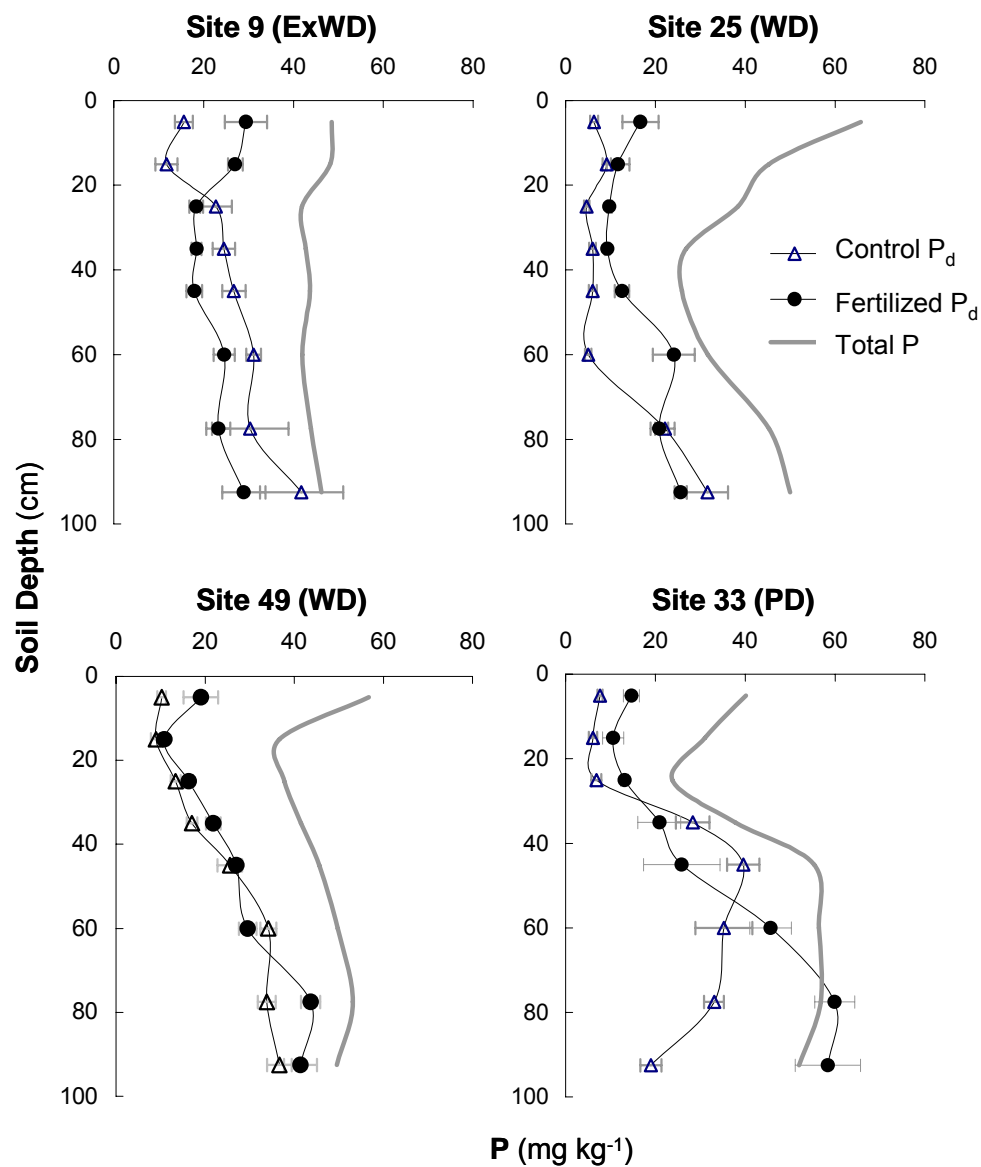 Site 9 (ExWD)
0 20 40 60 80
0
20
40
60
80
100
Site 25 (WD)
0 20 40 60 80
0
20
40
60
80
100
Control Pd
Fertilized Pd
Total P
Soil Depth (cm)
Site 49 (WD)
0 20 40 60 80
0
20
40
60
80
100
Site 33 (PD)
0 20 40 60 80
0
20
40
60
80
100
P (mg kg-1)